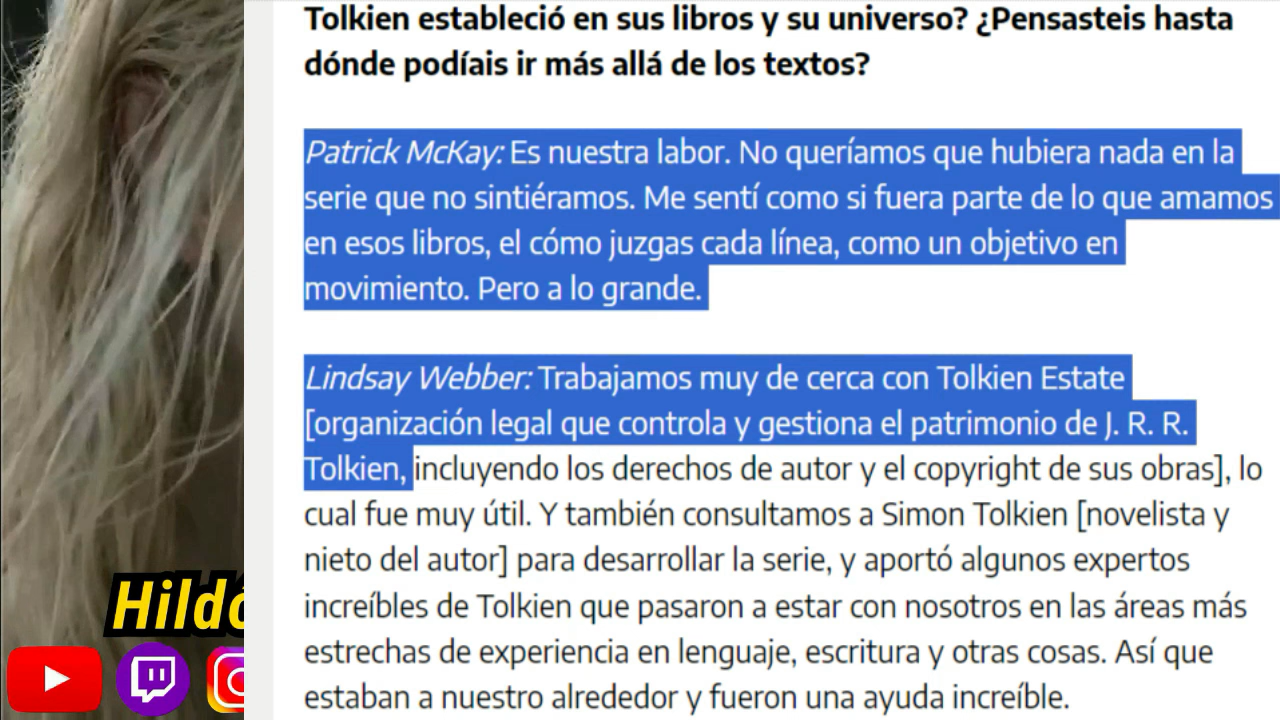 Tolkien estableció en sus libros y su universo? ¿Pensasteis hasta
dónde podíais ir más allá de los textos?
Patrick McKay: Es nuestra labor. No queríamos que hubiera nada en la
serie que no sintiéramos. Me sentí como si fuera parte de lo que amamos
en esos libros, el cómo juzgas cada línea, como un objetivo en
movimiento. Pero a lo grande.
Lindsay Webber: Trabajamos muy de cerca con Tolkien Estate
[organización legal que controla y gestiona el patrimonio de J. R. R.
Tolkien, incluyendo los derechos de autor y el copyright de sus obras], lo
cual fue muy útil. Y también consultamos a Simon Tolkien [novelista y
nieto del autor] para desarrollar la serie, y aportó algunos expertos
increíbles de Tolkien que pasaron a estar con nosotros en las áreas más
estrechas de experiencia en lenguaje, escritura y otras cosas. Así que
estaban a nuestro alrededor y fueron una ayuda increíble.
Hildó